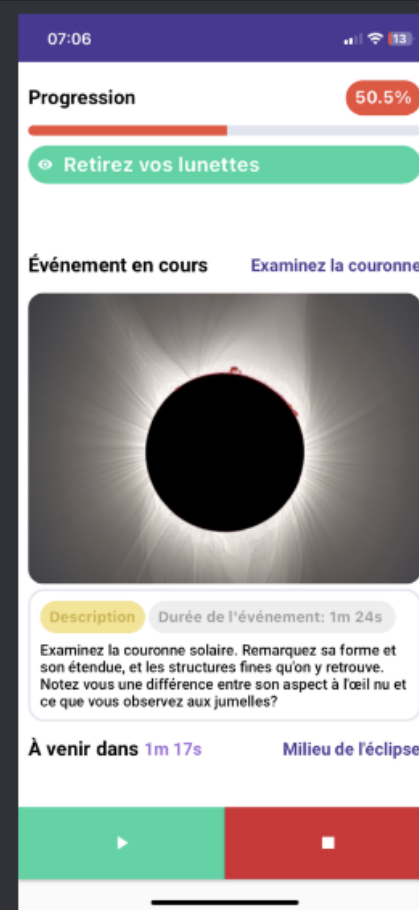 07:06
13
Progression
50.5%
Retirez vos lunettes
Événement en cours
Examinez la couronne
Description
Durée de l'événement: 1m 24s
Examinez la couronne solaire. Remarquez sa forme et
son étendue, et les structures fines qu'on y retrouve.
Notez vous une différence entre son aspect à l'œil nu et
ce que vous observez aux jumelles?
À venir dans 1m 17s
Milieu de l'éclipse